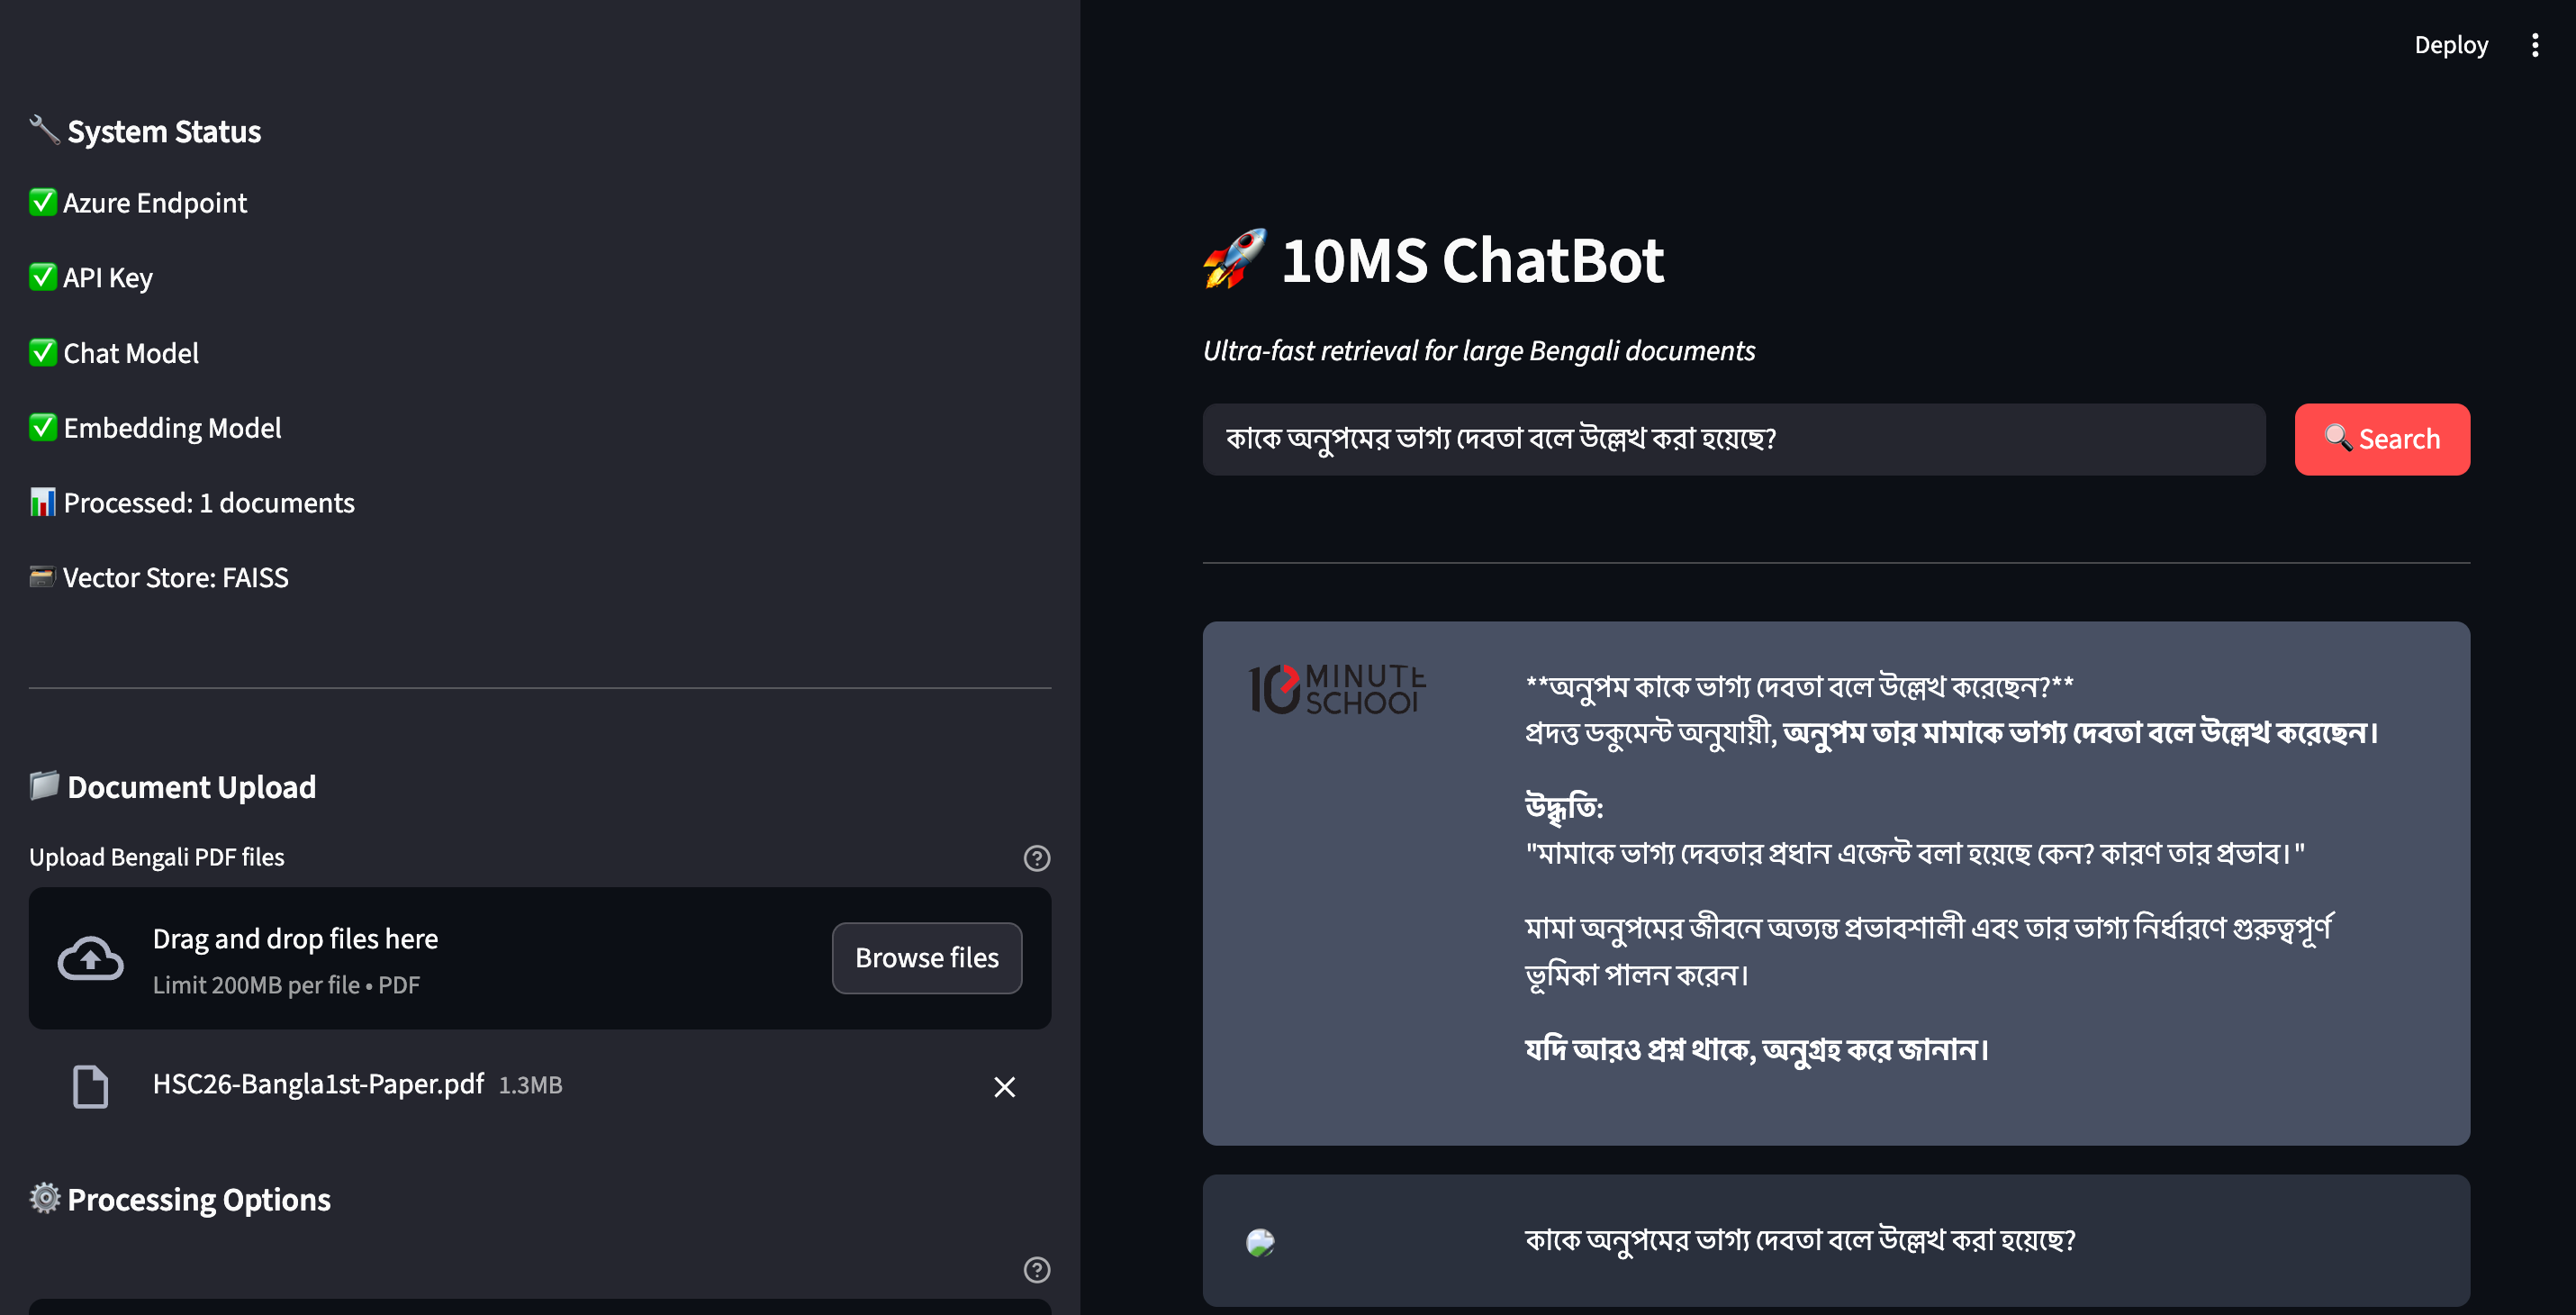 Deploy
System Status
Azure Endpoint
API Key
Chat Model
Embedding Model
Processed: 1 documents
Vector Store: FAISS
Document Upload
Upload Bengali PDF files
Drag and drop files here
Limit 200MB per file • PDF
Browse files
HSC26-Bangla1st-Paper.pdf 1.3MB
Processing Options
10MS ChatBot
Ultra-fast retrieval for large Bengali documents
কাকে অনুপমের ভাগ্য দেবতা বলে উল্লেখ করা হয়েছে?
Search
10 MINUTE
SCHOOL
**অনুপম কাকে ভাগ্য দেবতা বলে উল্লেখ করেছেন?**
প্রদত্ত ডকুমেন্ট অনুযায়ী, অনুপম তার মামাকে ভাগ্য দেবতা বলে উল্লেখ করেছেন।
উদ্ধৃতি:
"মামাকে ভাগ্য দেবতার প্রধান এজেন্ট বলা হয়েছে কেন? কারণ তার প্রভাব।"
মামা অনুপমের জীবনে অত্যন্ত প্রভাবশালী এবং তার ভাগ্য নির্ধারণে গুরুত্বপূর্ণ
ভূমিকা পালন করেন।
যদি আরও প্রশ্ন থাকে, অনুগ্রহ করে জানান।
কাকে অনুপমের ভাগ্য দেবতা বলে উল্লেখ করা হয়েছে?